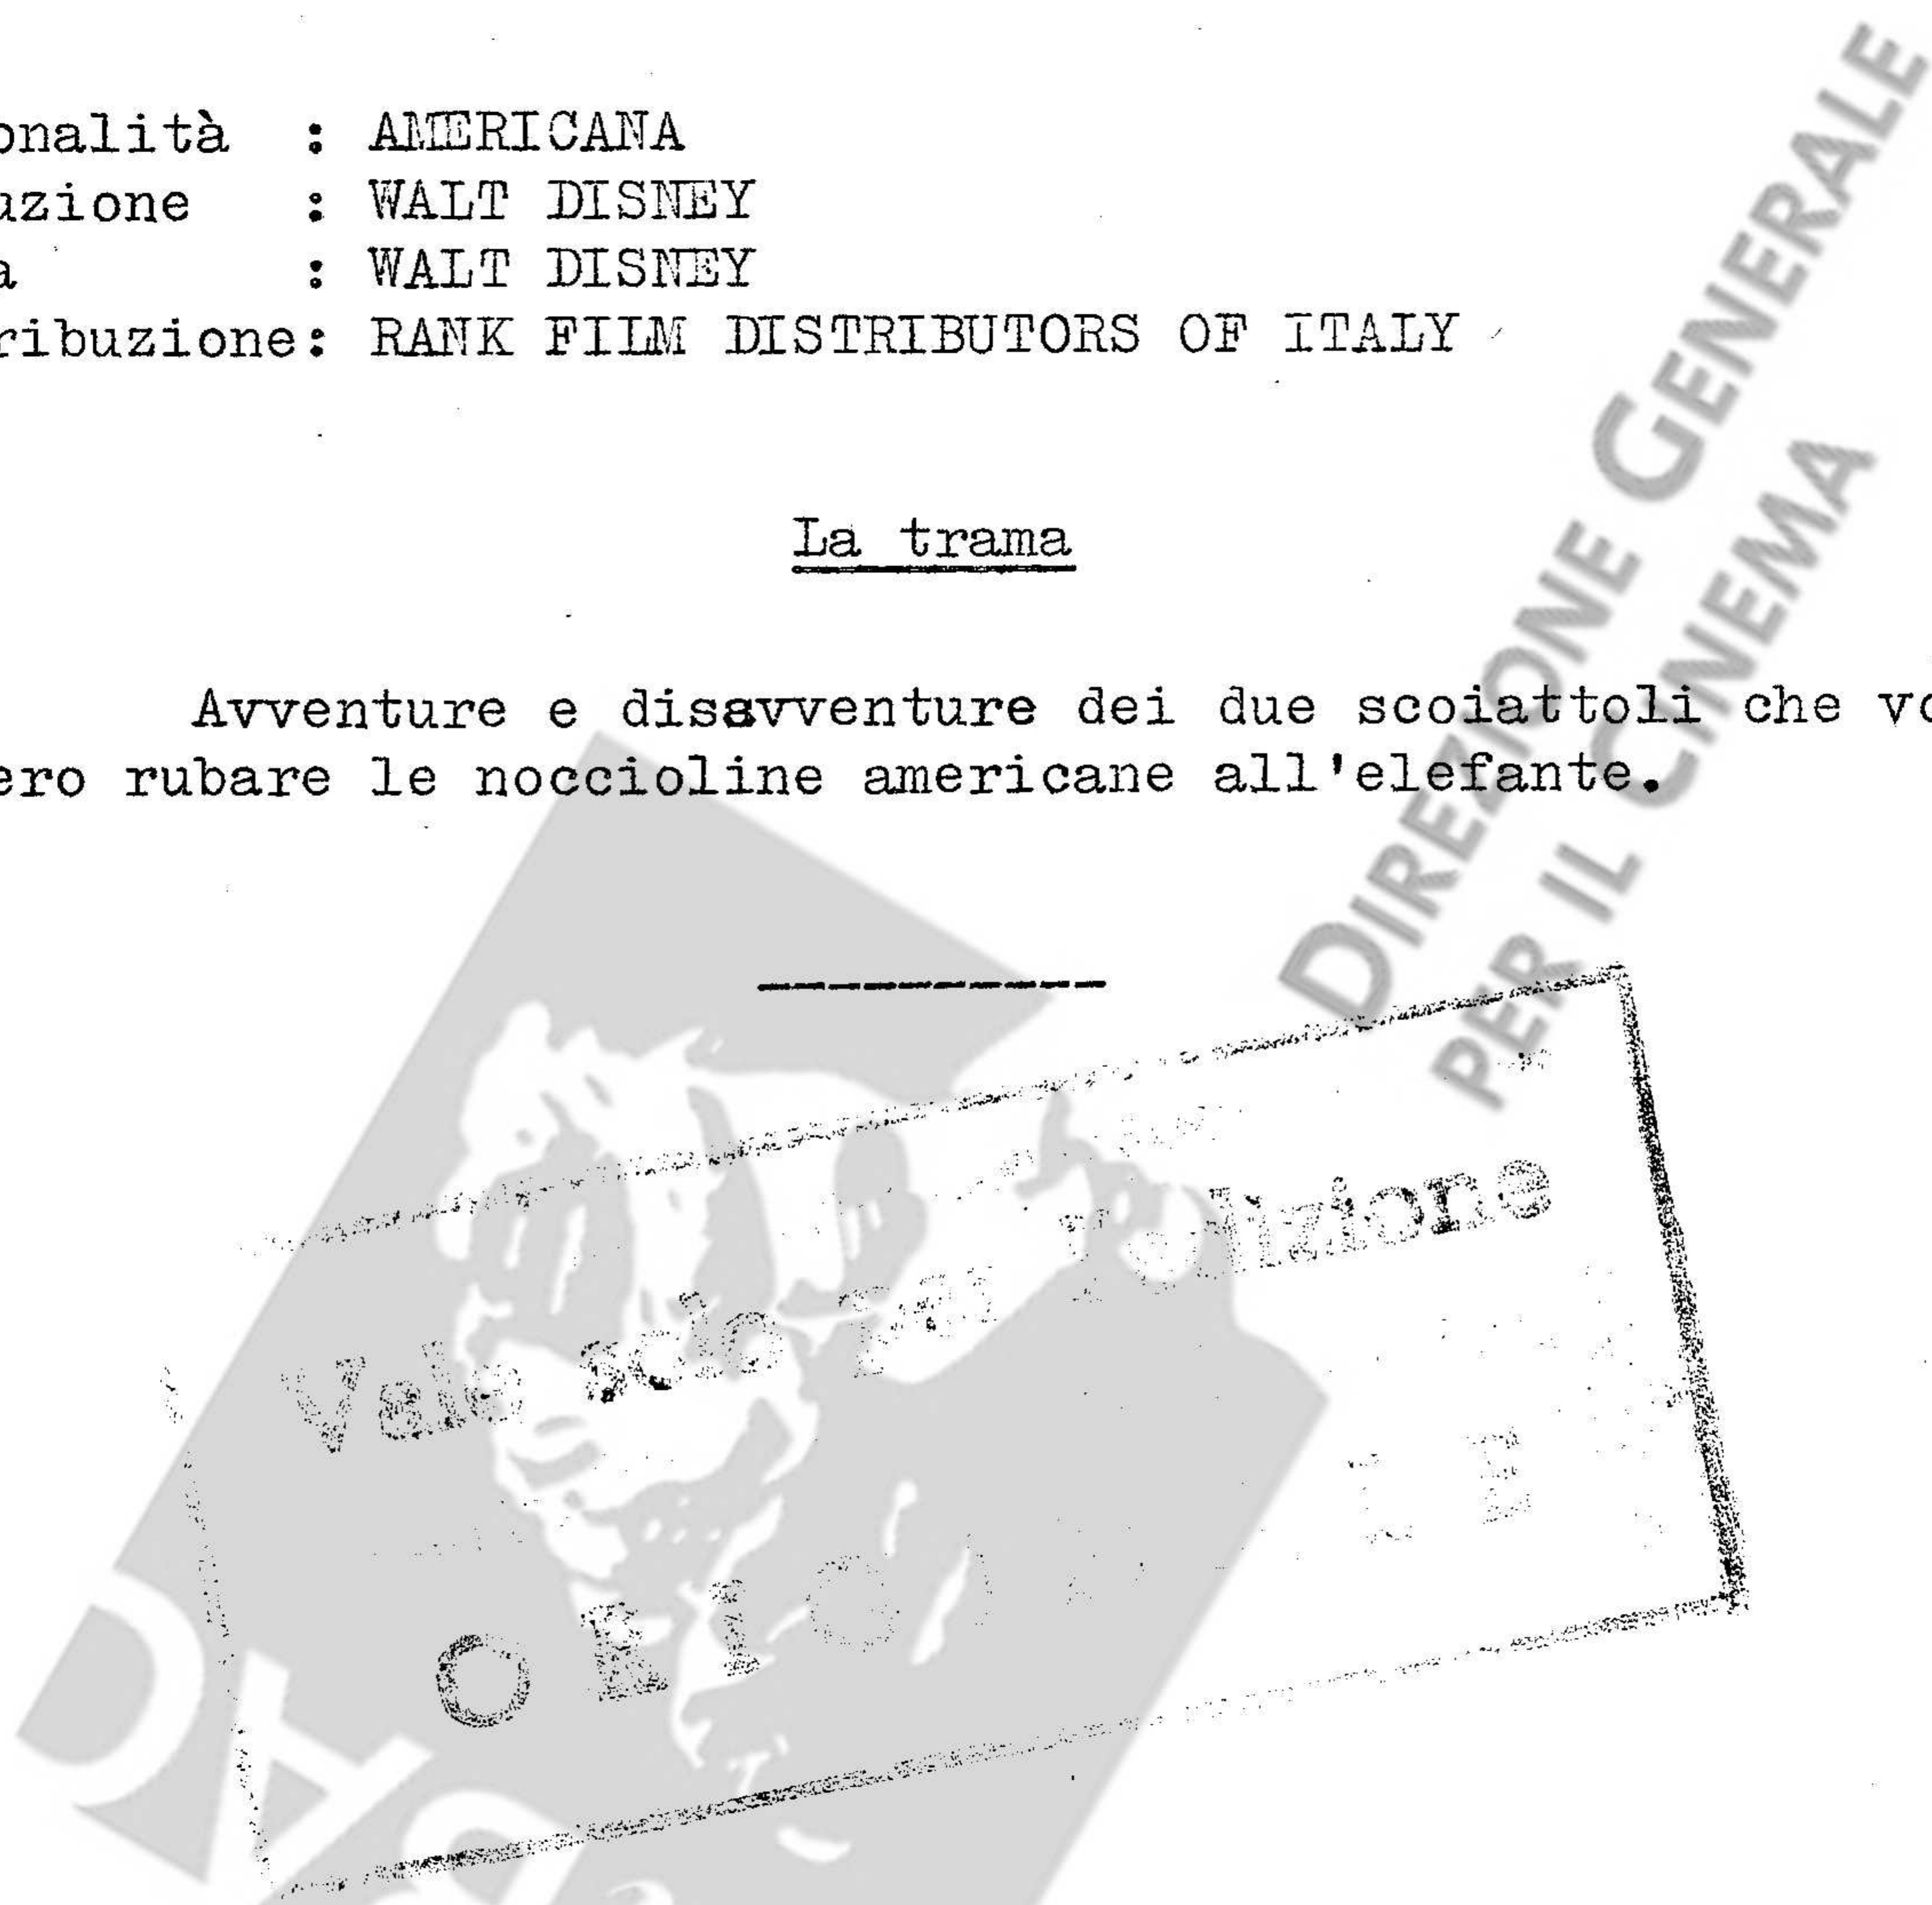 onalità : AMERICANA
uzione : WALT DISNEY
a : WALT DISNEY
ribuzione: RANK FILM DISTRIBUTORS OF ITALY
La trama
Avventure e disavventure dei due scoiattoli che vo
ero rubare le noccioline americane all'elefante.
DIREZIONE GENERALE
PER IL CINEMA
Vale solo per l'edizione